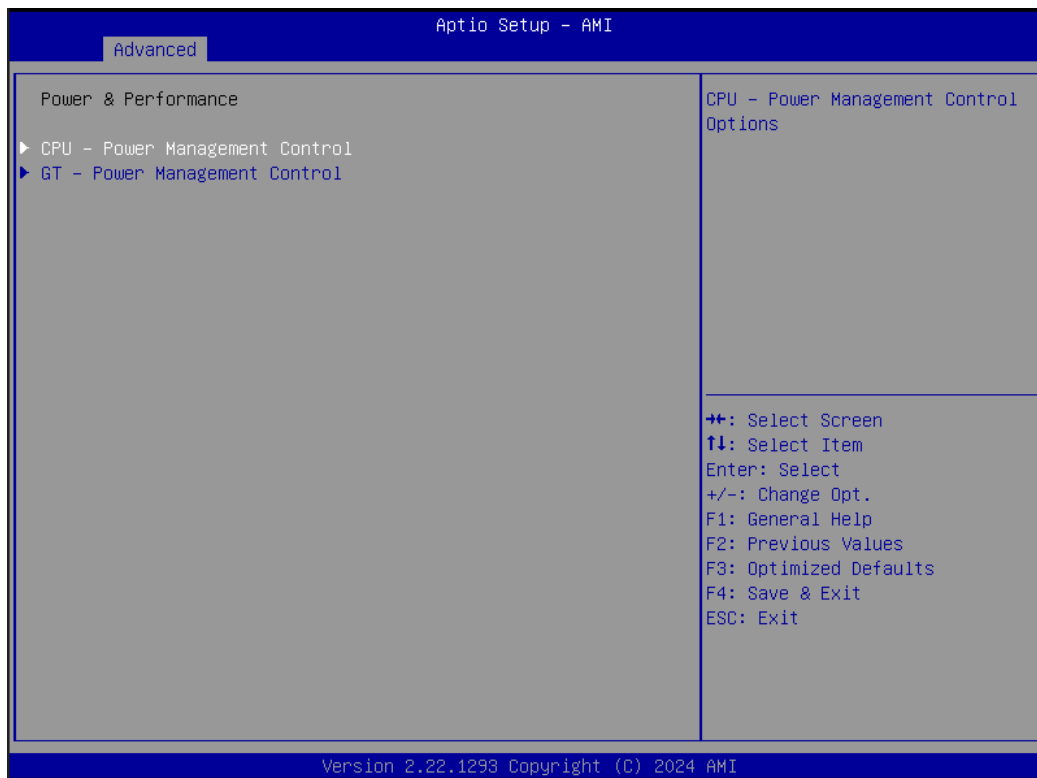 Aptio Setup – AMI
Advanced
Power & Performance
▶ CPU – Power Management Control
▶ GT – Power Management Control
CPU – Power Management Control
Options
→←: Select Screen
↑↓: Select Item
Enter: Select
+/-: Change Opt.
F1: General Help
F2: Previous Values
F3: Optimized Defaults
F4: Save & Exit
ESC: Exit
Version 2.22.1293 Copyright (C) 2024 AMI